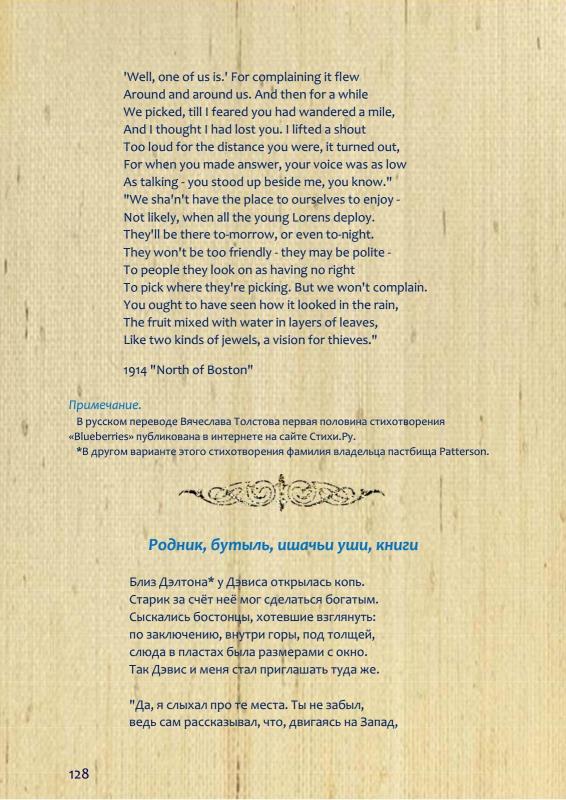 'Well, one of us is.' For complaining it flew
Around and around us. And then for a while
We picked, till I feared you had wandered a mile,
And I thought I had lost you. I lifted a shout
Too loud for the distance you were, it turned out,
For when you made answer, your voice was as low
As talking - you stood up beside me, you know."
"We sha'n't have the place to ourselves to enjoy -
Not likely, when all the young Lorens deploy.
They'll be there to-morrow, or even to-night.
They won't be too friendly - they may be polite -
To people they look on as having no right
To pick where they're picking. But we won't complain.
You ought to have seen how it looked in the rain,
The fruit mixed with water in layers of leaves,
Like two kinds of jewels, a vision for thieves."
1914 "North of Boston"
Примечание.
В русском переводе Вячеслава Толстова первая половина стихотворения
«Blueberries» публикована в интернете на сайте Стихи.Ру.
*В другом варианте этого стихотворения фамилия владельца пастбища Patterson.
Родник, бутыль, ишачьи уши, книги
Близ Дэлтона* у Дэвиса открылась копь.
Старик за счёт неё мог сделаться богатым.
Сыскались бостонцы, хотевшие взглянуть:
по заключению, внутри горы, под толщей,
слюда в пластах была размерами с окно.
Так Дэвис и меня стал приглашать туда же.
"Да, я слыхал про те места. Ты не забыл,
ведь сам рассказывал, что, двигаясь на Запад,
128